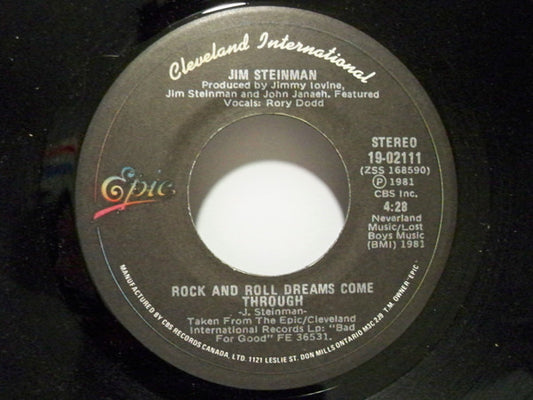 Cleveland International
JIM STEINMAN
Produced by Jimmy Iovine,
Jim Steinman and John Janaeh. Featured
Vocals: Rory Dodd
STEREO
19-02111
(ZSS 168590)
Ⓟ 1981
CBS Inc.
4:28
Neverland
Music/Lost
Boys Music
(BMI) 1981
Epic
ROCK AND ROLL DREAMS COME
THROUGH
-J. Steinman-
Taken From The Epic/Cleveland
International Records Lp: "Bad
For Good" FE 36531.
MANUFACTURED BY CBS RECORDS CANADA, LTD. 1121 LESLIE ST. DON MILLS ONTARIO M3C 2J9 T.M. OWNER 'EPIC'